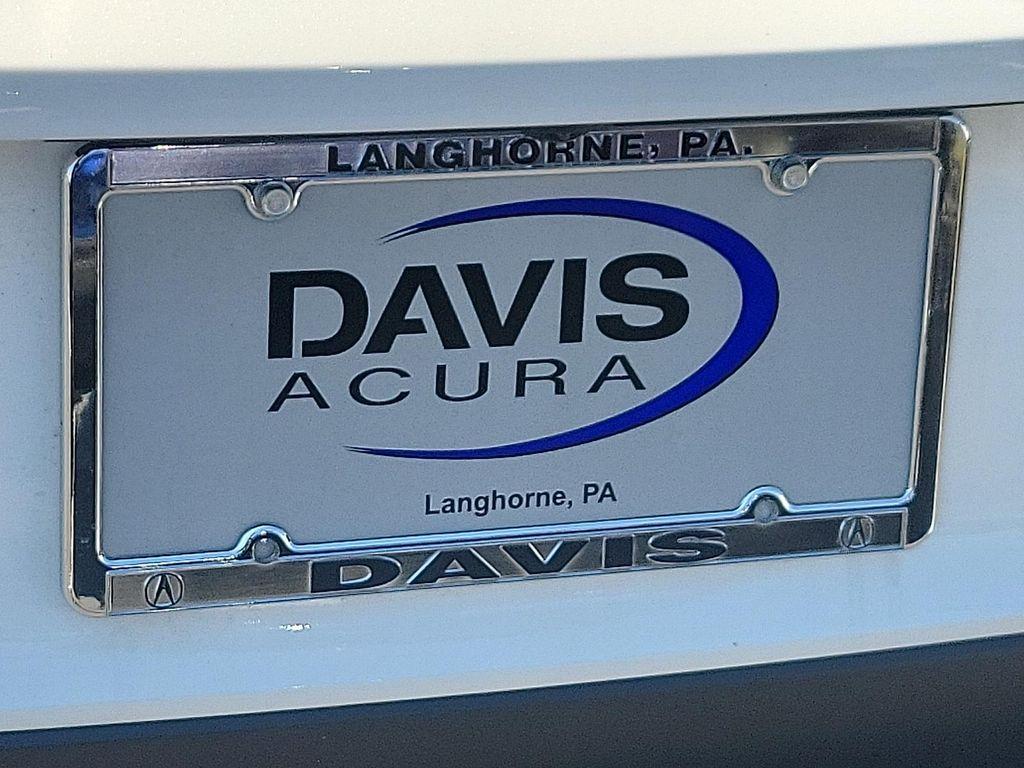 LANGHORNE, PA.
DAVIS
ACURA
Langhorne, PA
DAVIS